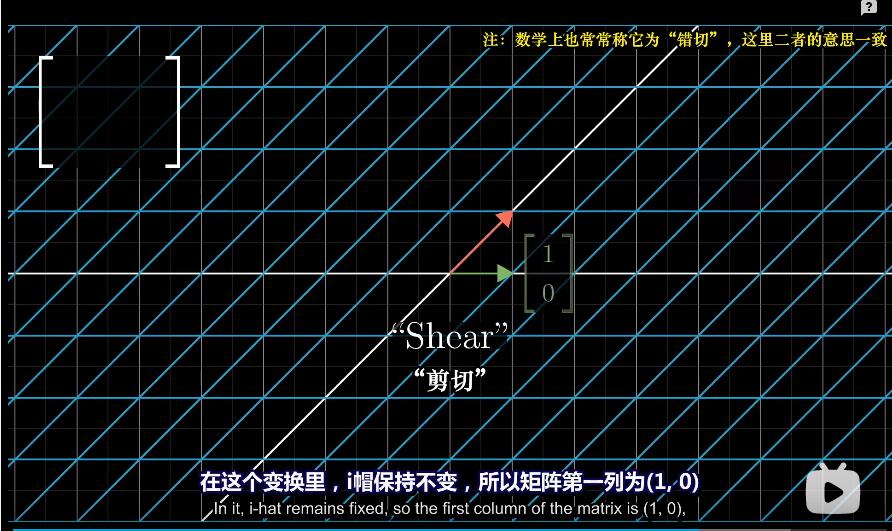 ?
注：数学上也常常称它为“错切”，这里二者的意思一致
1
0
“Shear”
“剪切”
在这个变换里，i帽保持不变，所以矩阵第一列为(1, 0)
In it, i-hat remains fixed, so the first column of the matrix is (1, 0),